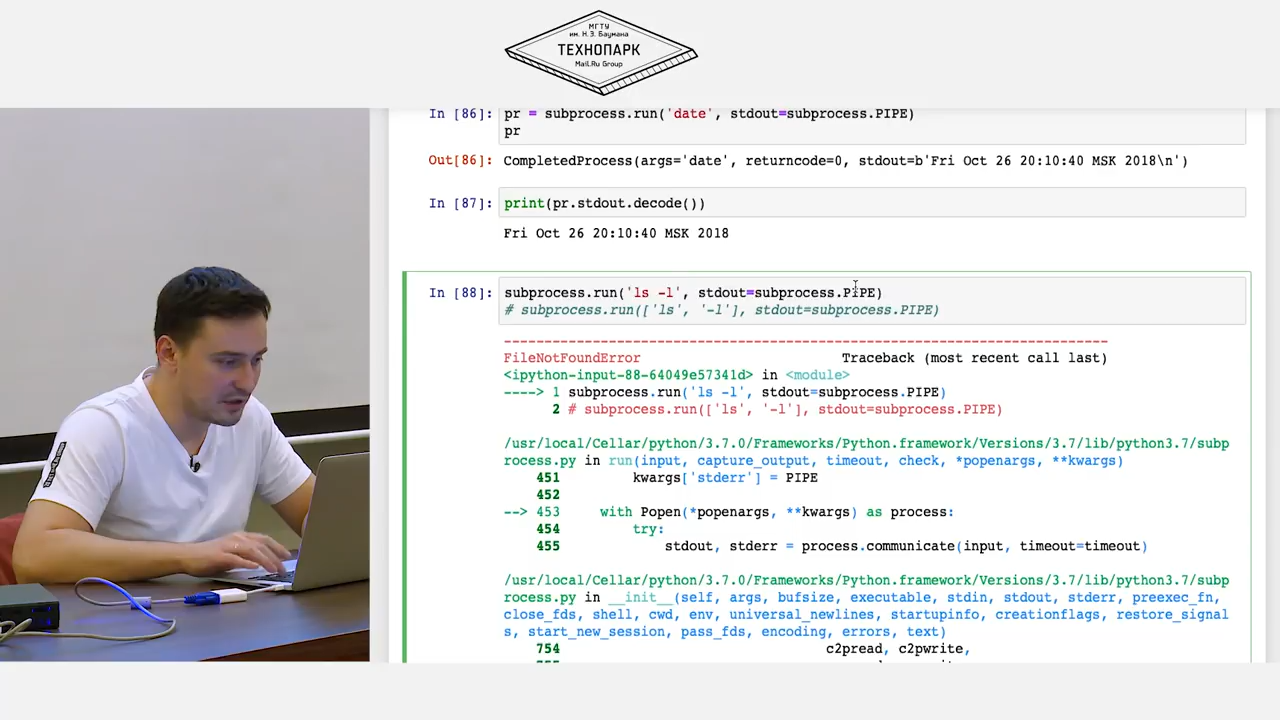 МГТУ
им. Н.Э. Баумана
ТЕХНОПАРК
Mail.Ru Group
In [86]: pr = subprocess.run('date', stdout=subprocess.PIPE)
pr
Out[86]: CompletedProcess(args='date', returncode=0, stdout=b'Fri Oct 26 20:10:40 MSK 2018\n')
In [87]: print(pr.stdout.decode())
Fri Oct 26 20:10:40 MSK 2018
In [88]: subprocess.run('ls -l', stdout=subprocess.PIPE)
# subprocess.run(['ls', '-l'], stdout=subprocess.PIPE)
---------------------------------------------------------------------------
FileNotFoundError Traceback (most recent call last)
<ipython-input-88-64049e57341d> in <module>
----> 1 subprocess.run('ls -l', stdout=subprocess.PIPE)
2 # subprocess.run(['ls', '-l'], stdout=subprocess.PIPE)
/usr/local/Cellar/python/3.7.0/Frameworks/Python.framework/Versions/3.7/lib/python3.7/subp
rocess.py in run(input, capture_output, timeout, check, *popenargs, **kwargs)
451 kwargs['stderr'] = PIPE
452
--> 453 with Popen(*popenargs, **kwargs) as process:
454 try:
455 stdout, stderr = process.communicate(input, timeout=timeout)
/usr/local/Cellar/python/3.7.0/Frameworks/Python.framework/Versions/3.7/lib/python3.7/subp
rocess.py in __init__(self, args, bufsize, executable, stdin, stdout, stderr, preexec_fn,
close_fds, shell, cwd, env, universal_newlines, startupinfo, creationflags, restore_signal
s, start_new_session, pass_fds, encoding, errors, text)
754 c2pread, c2pwrite,